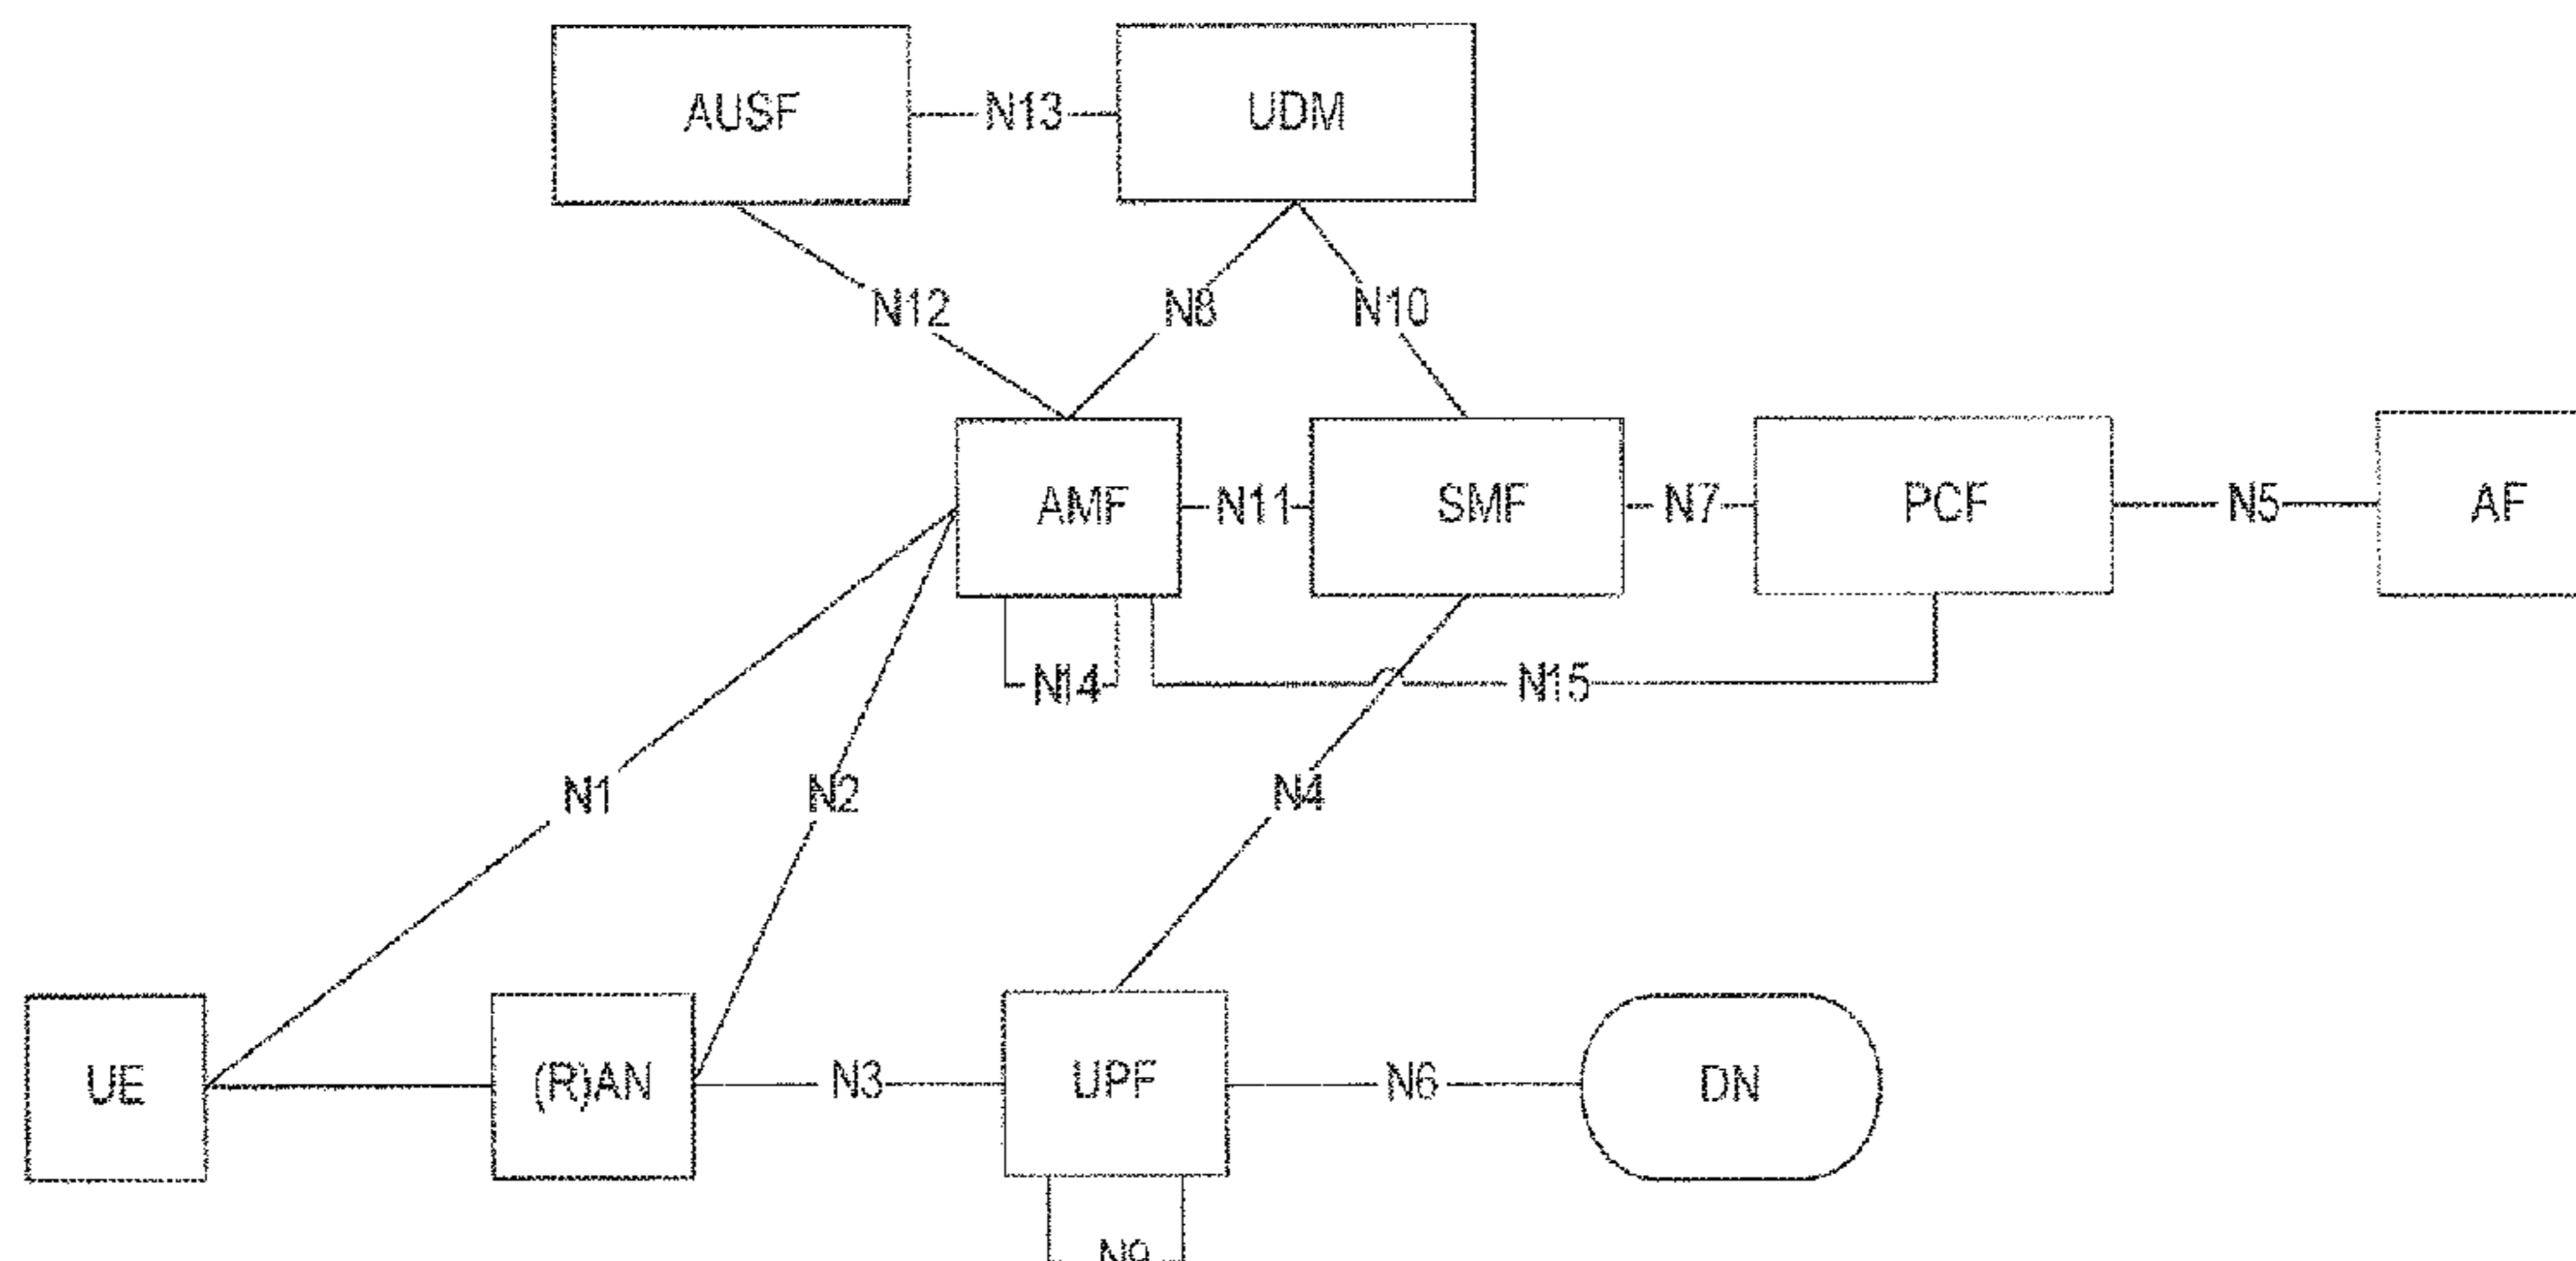 AUSF N13 UDM
N12 N8 N10
AMF N11 SMF N7 PCF N5 AF
N14 N15
N1 N2 N4
UE (R)AN N3 UPF N6 DN
N9